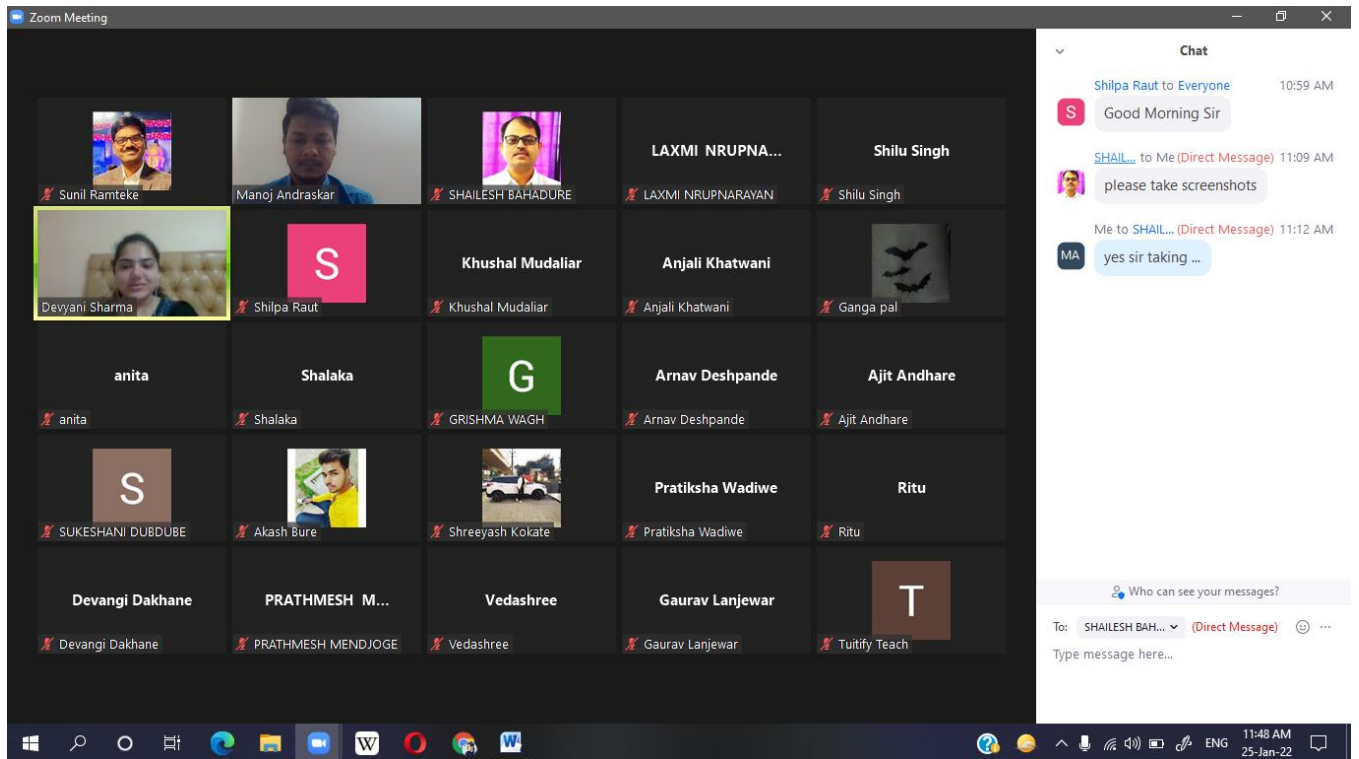 Zoom Meeting
Sunil Ramteke
Manoj Andraskar
SHAILESH BAHADURE
LAXMI NRUPNA...
LAXMI NRUPNARAYAN
Shilu Singh
Shilu Singh
Devyani Sharma
S
Shilpa Raut
Khushal Mudaliar
Khushal Mudaliar
Anjali Khatwani
Anjali Khatwani
Ganga pal
anita
anita
Shalaka
Shalaka
G
GRISHMA WAGH
Arnav Deshpande
Arnav Deshpande
Ajit Andhare
Ajit Andhare
S
SUKESHANI DUBDUBE
Akash Bure
Shreeyash Kokate
Pratiksha Wadiwe
Pratiksha Wadiwe
Ritu
Ritu
Devangi Dakhane
Devangi Dakhane
PRATHMESH M...
PRATHMESH MENDJOGE
Vedashree
Vedashree
Gaurav Lanjewar
Gaurav Lanjewar
T
Tuitify Teach
Chat
Shilpa Raut to Everyone 10:59 AM
S
Good Morning Sir
SHAIL... to Me (Direct Message) 11:09 AM
please take screenshots
Me to SHAIL... (Direct Message) 11:12 AM
MA
yes sir taking ...
Who can see your messages?
To: SHAILESH BAH... (Direct Message)
Type message here...
W
W
ENG
11:48 AM
25-Jan-22